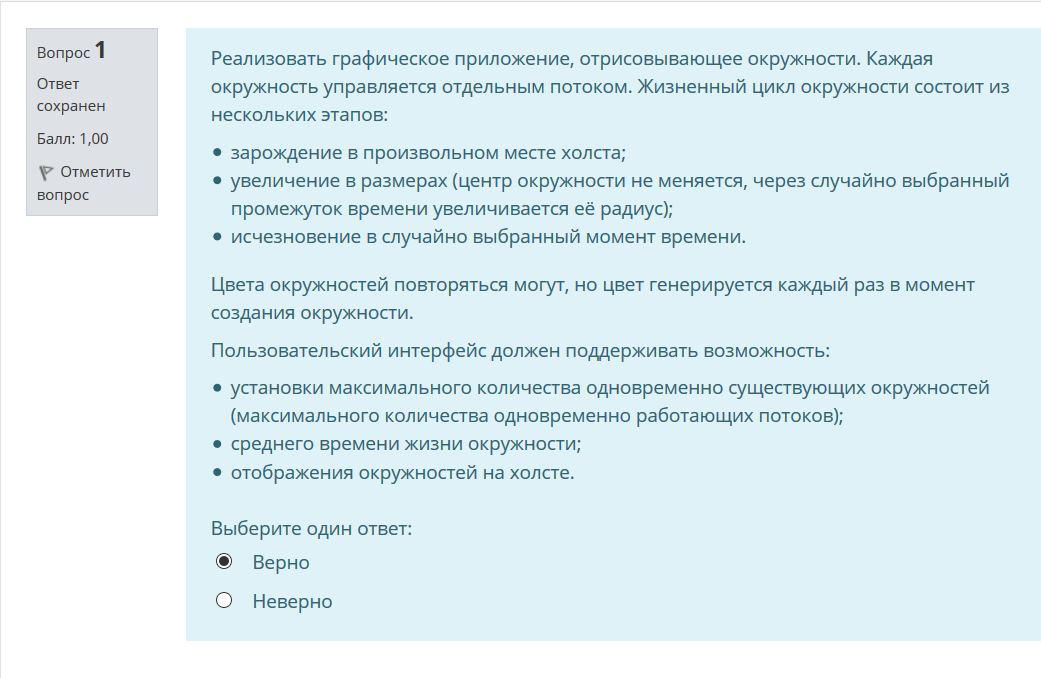 Вопрос 1
Ответ
сохранен
Балл: 1,00
Отметить
вопрос
Реализовать графическое приложение, отрисовывающее окружности. Каждая
окружность управляется отдельным потоком. Жизненный цикл окружности состоит из
нескольких этапов:
• зарождение в произвольном месте холста;
• увеличение в размерах (центр окружности не меняется, через случайно выбранный
промежуток времени увеличивается её радиус);
• исчезновение в случайно выбранный момент времени.
Цвета окружностей повторяться могут, но цвет генерируется каждый раз в момент
создания окружности.
Пользовательский интерфейс должен поддерживать возможность:
• установки максимального количества одновременно существующих окружностей
(максимального количества одновременно работающих потоков);
• среднего времени жизни окружности;
• отображения окружностей на холсте.
Выберите один ответ:
Верно
Неверно